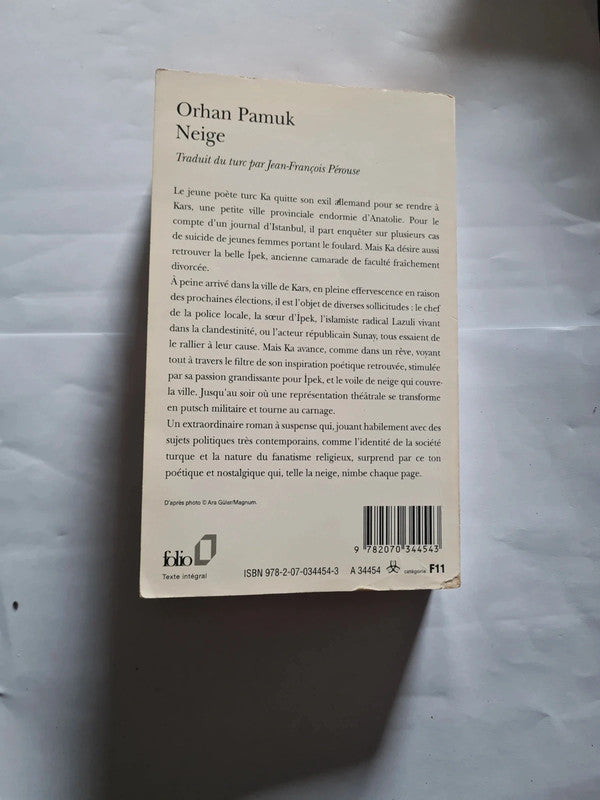 Orhan Pamuk
Neige
Traduit du turc par Jean-François Pérouse
Le jeune poète turc Ka quitte son exil allemand pour se rendre à
Kars, une petite ville provinciale endormie d'Anatolie. Pour le
compte d'un journal d'Istanbul, il part enquêter sur plusieurs cas
de suicide de jeunes femmes portant le foulard. Mais Ka désire aussi
retrouver la belle İpek, ancienne camarade de faculté fraîchement
divorcée.
À peine arrivé dans la ville de Kars, en pleine effervescence en raison
des prochaines élections, il est l'objet de diverses sollicitudes : le chef
de la police locale, la sœur d'İpek, l'islamiste radical Lazuli vivant
dans la clandestinité, ou l'acteur républicain Sunay, tous essaient de
le rallier à leur cause. Mais Ka avance, comme dans un rêve, voyant
tout à travers le filtre de son inspiration poétique retrouvée, stimulée
par sa passion grandissante pour İpek, et le voile de neige qui couvre
la ville. Jusqu'au soir où une représentation théâtrale se transforme
en putsch militaire et tourne au carnage.
Un extraordinaire roman à suspense qui, jouant habilement avec des
sujets politiques très contemporains, comme l'identité de la société
turque et la nature du fanatisme religieux, surprend par ce ton
poétique et nostalgique qui, telle la neige, nimbe chaque page.
D'après photo © Ara Güler/Magnum.
9 782070 344543
folio
Texte intégral
ISBN 978-2-07-034454-3 A 34454 catégorie F11